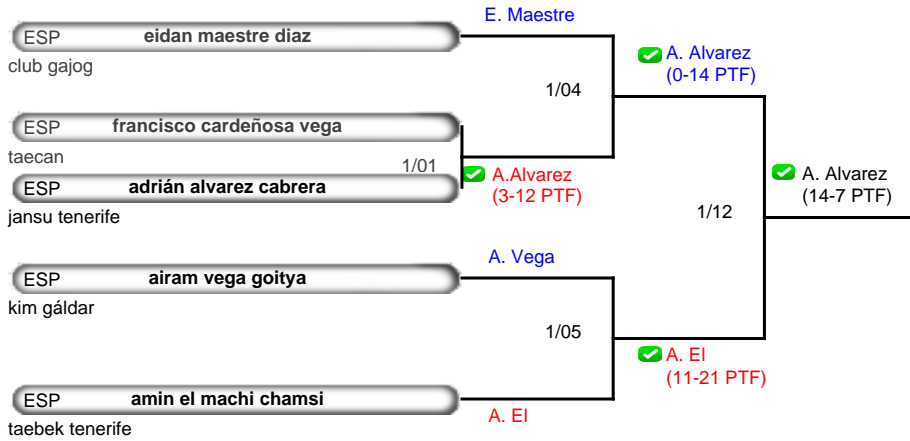 E. Maestre
ESP eidan maestre diaz
club gajog
A. Alvarez
(0-14 PTF)
1/04
ESP francisco cardeñosa vega
taecan
1/01
A.Alvarez
(3-12 PTF)
ESP adrián alvarez cabrera
jansu tenerife
A. Alvarez
(14-7 PTF)
1/12
A. Vega
ESP airam vega goitya
kim gáldar
1/05
A. El
(11-21 PTF)
ESP amin el machi chamsi
A. El
taebek tenerife